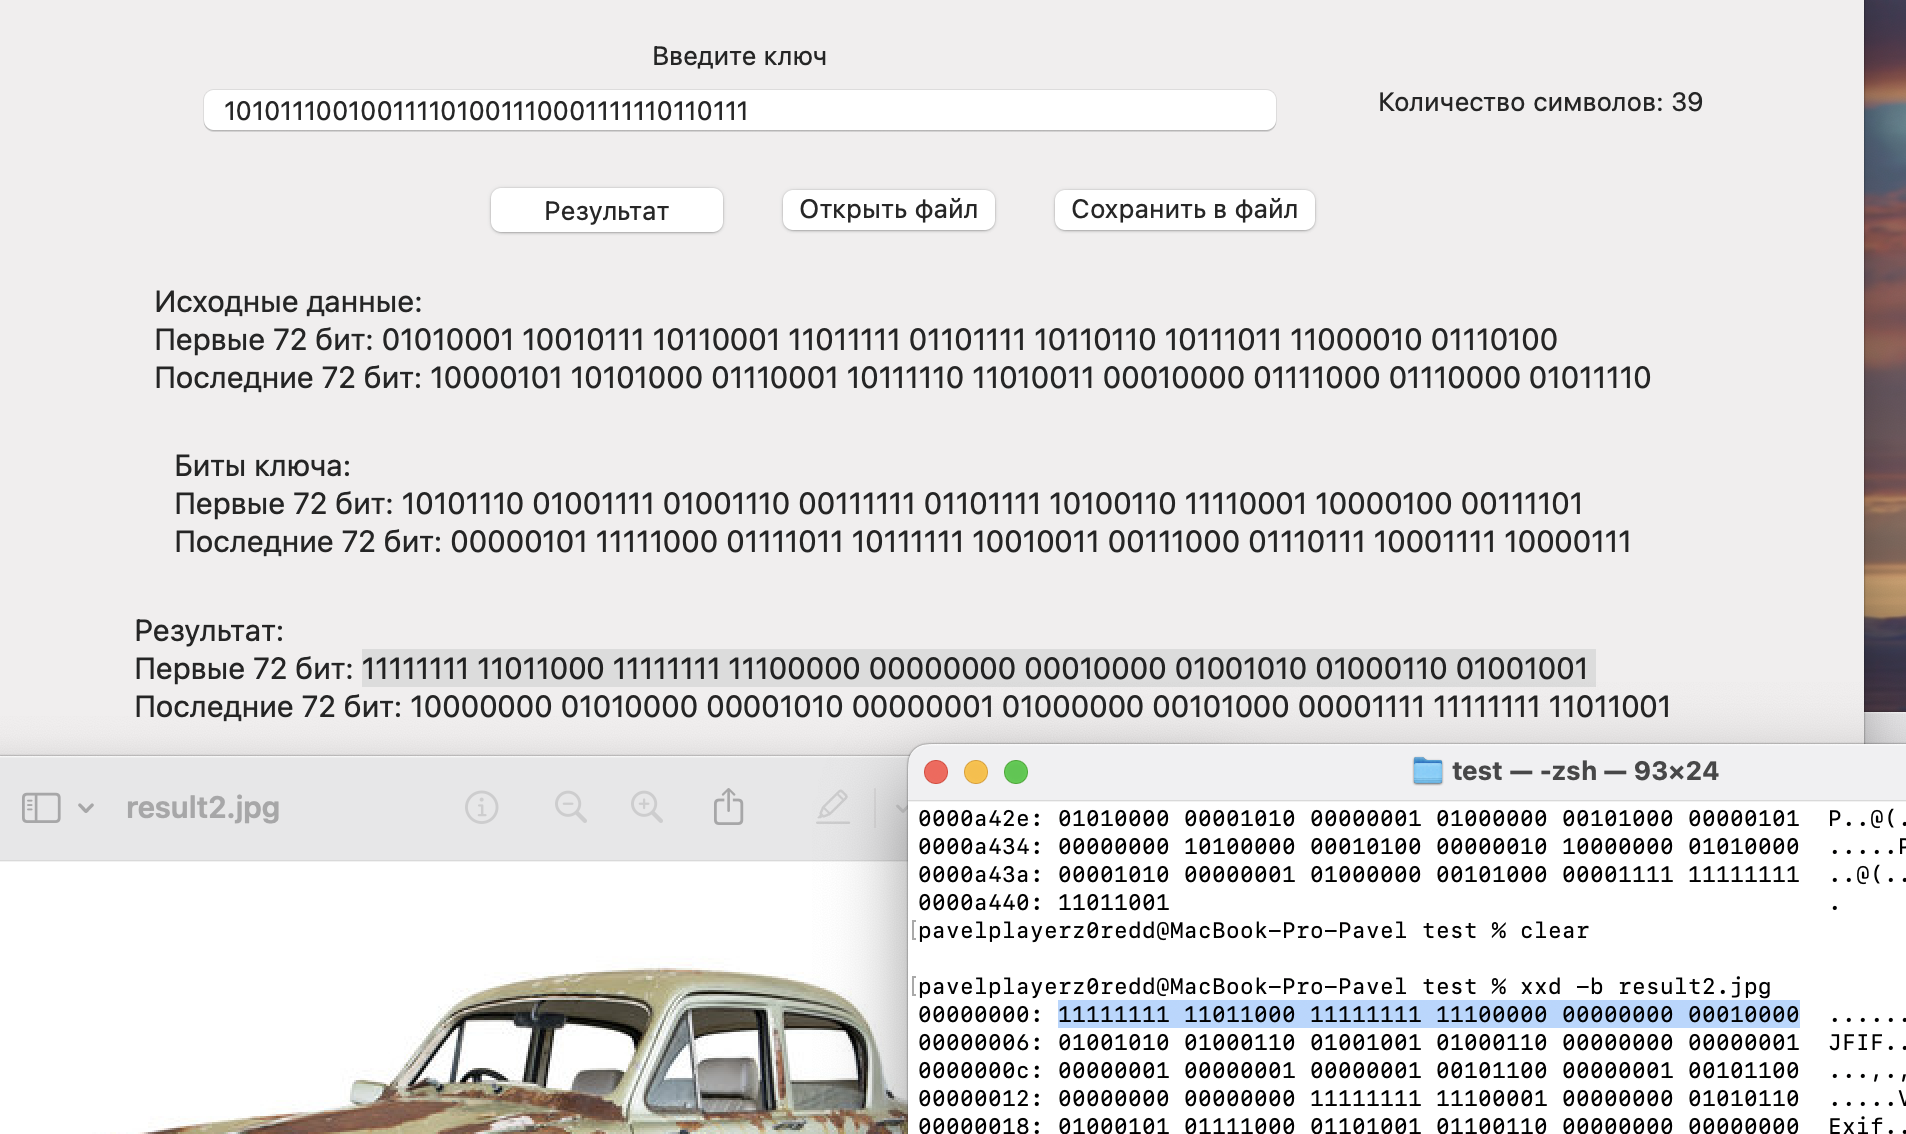 Введите ключ
101011100100111101001110001111110110111
Количество символов: 39
Результат
Открыть файл
Сохранить в файл
Исходные данные:
Первые 72 бит: 01010001 10010111 10110001 11011111 01101111 10110110 10111011 11000010 01110100
Последние 72 бит: 10000101 10101000 01110001 10111110 11010011 00010000 01111000 01110000 01011110
Биты ключа:
Первые 72 бит: 10101110 01001111 01001110 00111111 01101111 10100110 11110001 10000100 00111101
Последние 72 бит: 00000101 11111000 01111011 10111111 10010011 00111000 01110111 10001111 10000111
Результат:
Первые 72 бит: 11111111 11011000 11111111 11100000 00000000 00010000 01001010 01000110 01001001
Последние 72 бит: 10000000 01010000 00001010 00000001 01000000 00101000 00001111 11111111 11011001
result2.jpg
test — -zsh — 93×24
0000a42e: 01010000 00001010 00000001 01000000 00101000 00000101 P..@(.
0000a434: 00000000 10100000 00010100 00000010 10000000 01010000 .....P
0000a43a: 00001010 00000001 01000000 00101000 00001111 11111111 ..@(..
0000a440: 11011001 .
[pavelplayerz0redd@MacBook-Pro-Pavel test % clear
[pavelplayerz0redd@MacBook-Pro-Pavel test % xxd -b result2.jpg
00000000: 11111111 11011000 11111111 11100000 00000000 00010000 ......
00000006: 01001010 01000110 01001001 01000110 00000000 00000001 JFIF..
0000000c: 00000001 00000001 00000001 00101100 00000001 00101100 ...,.,
00000012: 00000000 00000000 11111111 11100001 00000000 01010110 .....V
00000018: 01000101 01111000 01101001 01100110 00000000 00000000 Exif..